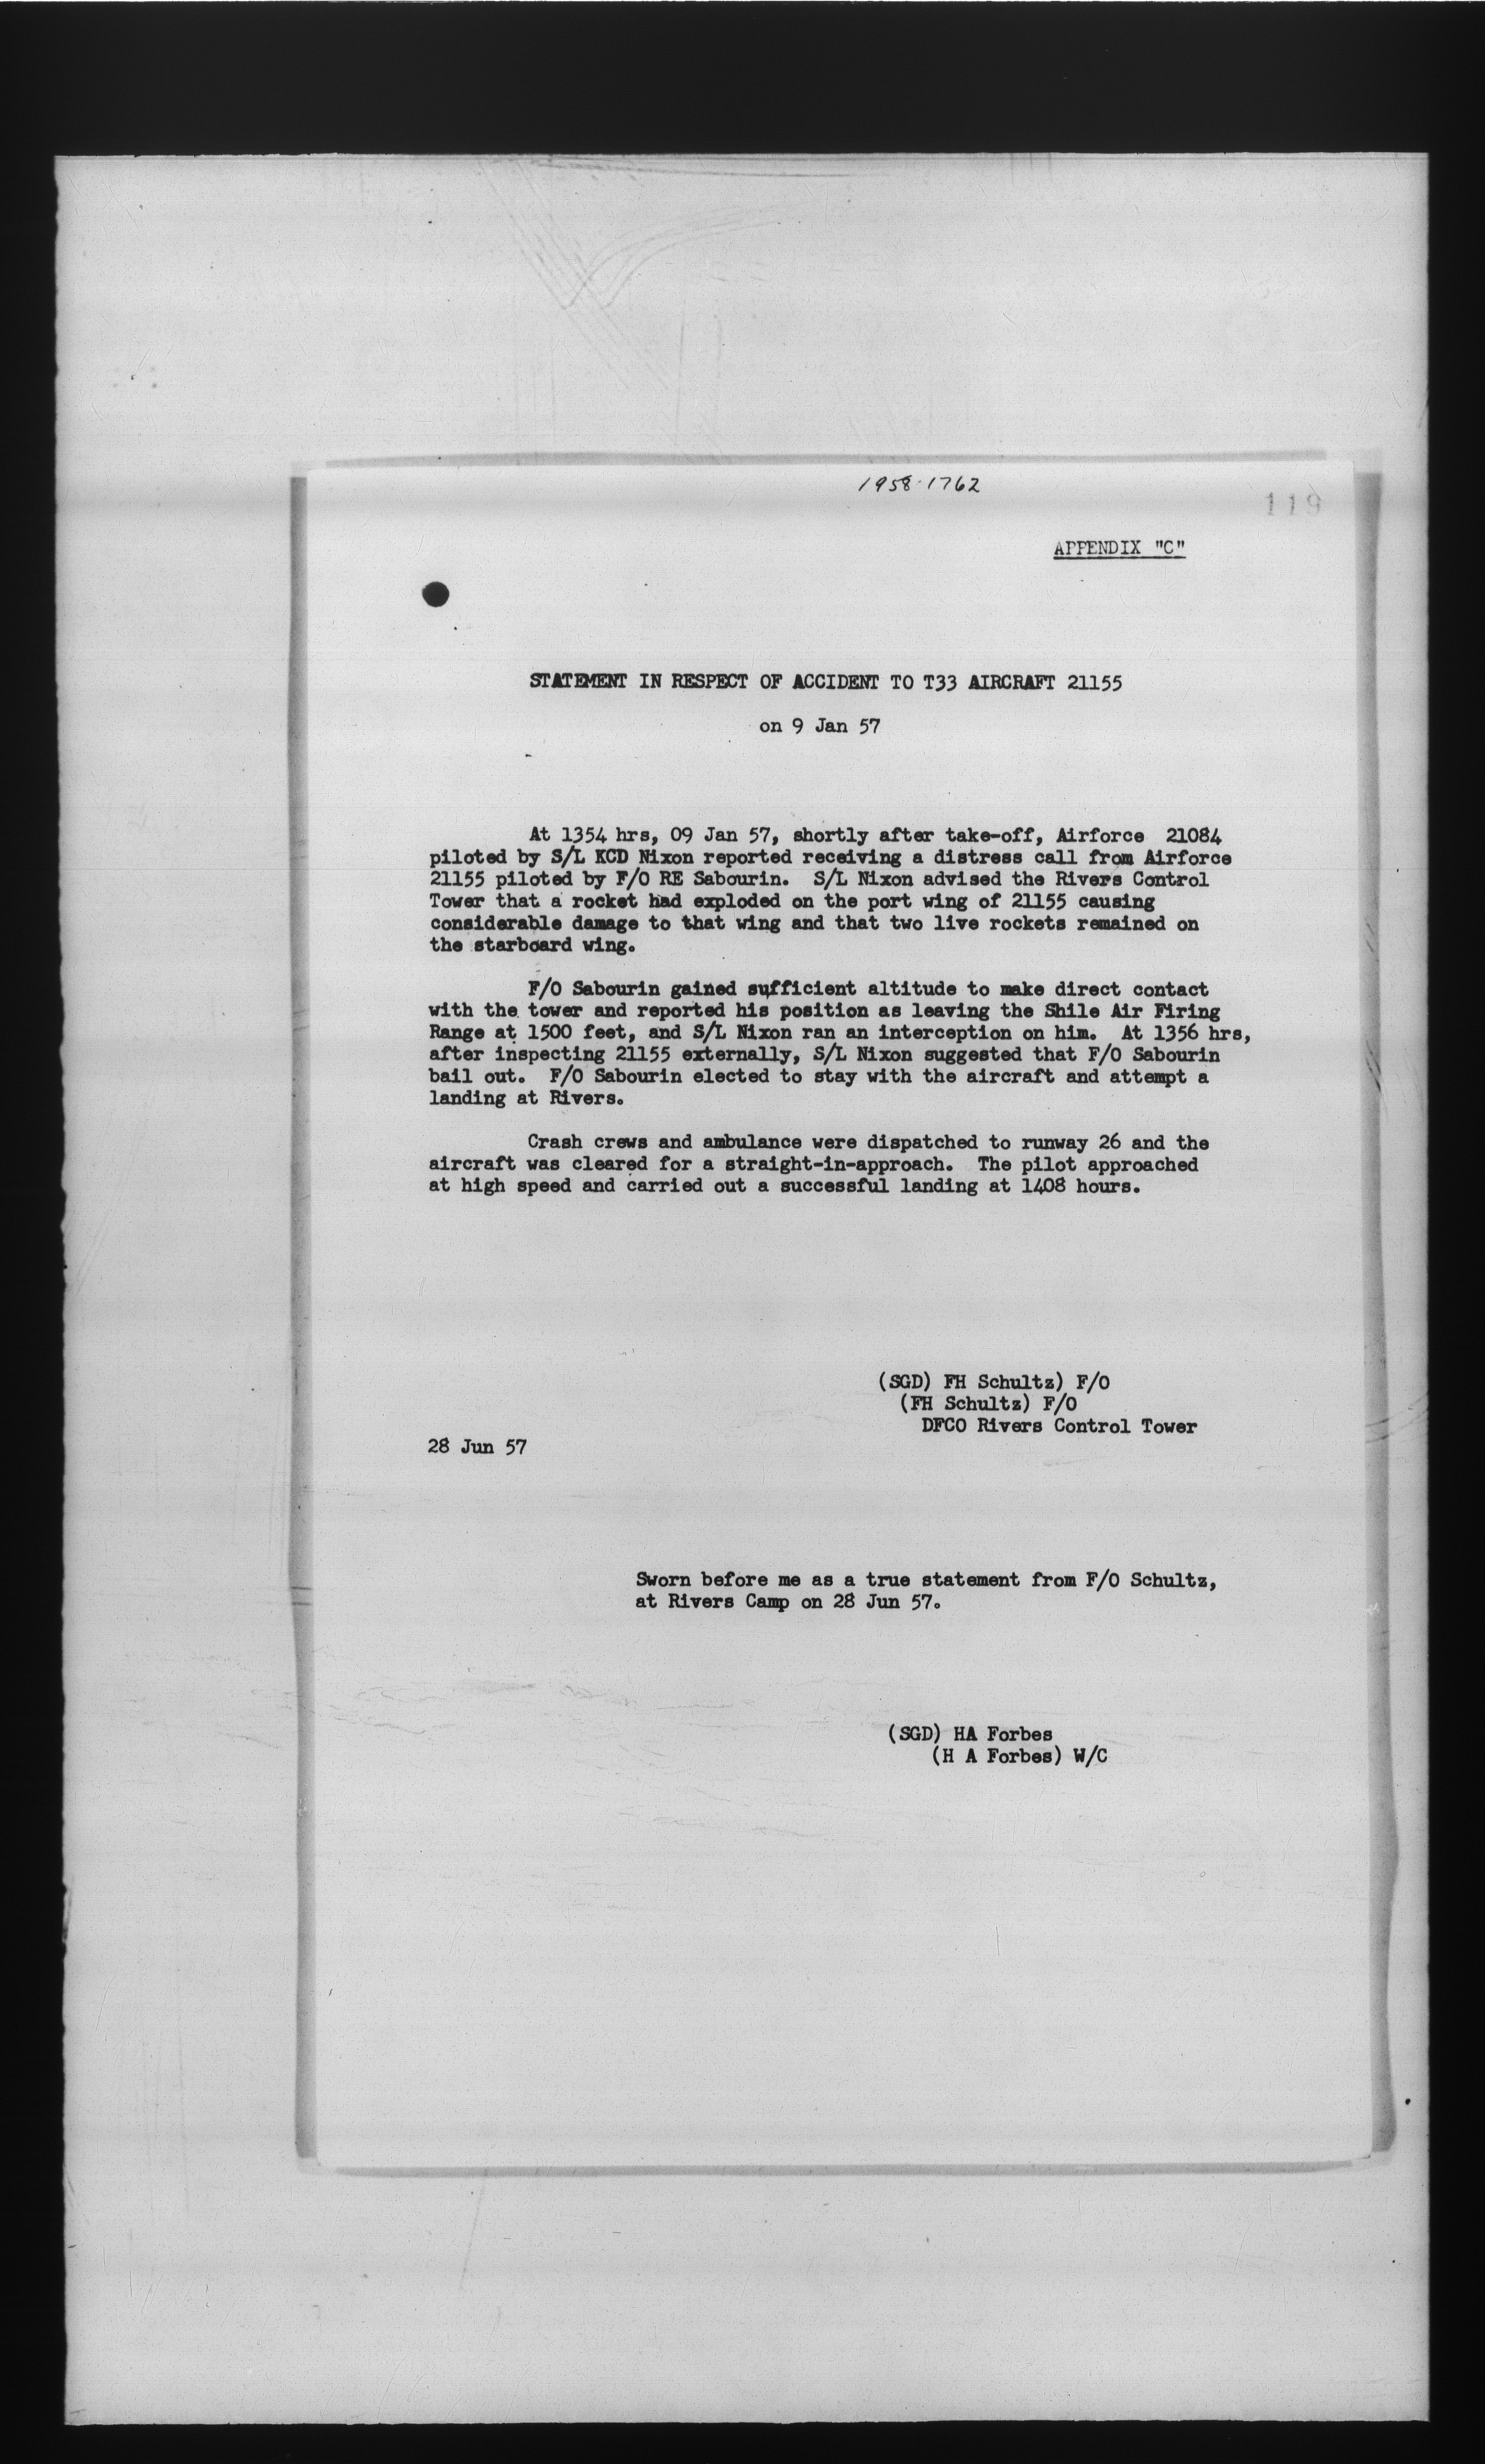 1958-1762
119
APPENDIX "C"
STATEMENT IN RESPECT OF ACCIDENT TO T33 AIRCRAFT 21155
on 9 Jan 57
At 1354 hrs, 09 Jan 57, shortly after take-off, Airforce 21084
piloted by S/L KCD Nixon reported receiving a distress call from Airforce
21155 piloted by F/O RE Sabourin. S/L Nixon advised the Rivers Control
Tower that a rocket had exploded on the port wing of 21155 causing
considerable damage to that wing and that two live rockets remained on
the starboard wing.
F/O Sabourin gained sufficient altitude to make direct contact
with the tower and reported his position as leaving the Shilo Air Firing
Range at 1500 feet, and S/L Nixon ran an interception on him. At 1356 hrs,
after inspecting 21155 externally, S/L Nixon suggested that F/O Sabourin
bail out. F/O Sabourin elected to stay with the aircraft and attempt a
landing at Rivers.
Crash crews and ambulance were dispatched to runway 26 and the
aircraft was cleared for a straight-in-approach. The pilot approached
at high speed and carried out a successful landing at 1408 hours.
(SGD) FH Schultz) F/O
(FH Schultz) F/O
DFCO Rivers Control Tower
28 Jun 57
Sworn before me as a true statement from F/O Schultz,
at Rivers Camp on 28 Jun 57.
(SGD) HA Forbes
(H A Forbes) W/C